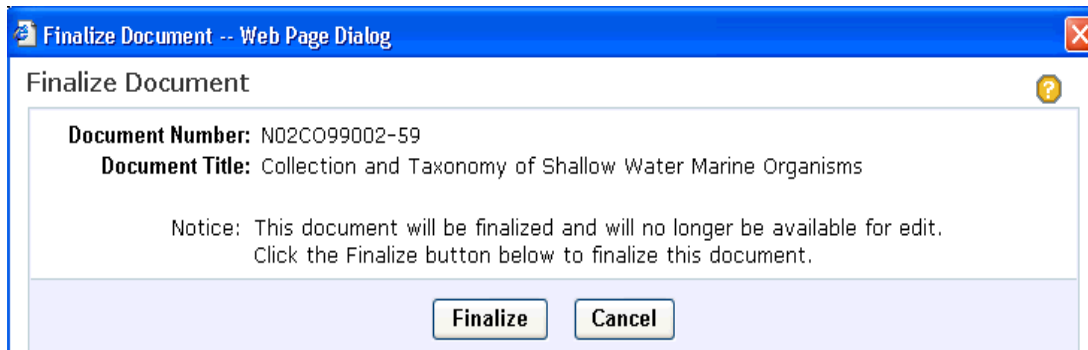 Finalize Document -- Web Page Dialog
Finalize Document
Document Number: N02CO99002-59
Document Title: Collection and Taxonomy of Shallow Water Marine Organisms
Notice: This document will be finalized and will no longer be available for edit.
Click the Finalize button below to finalize this document.
Finalize Cancel